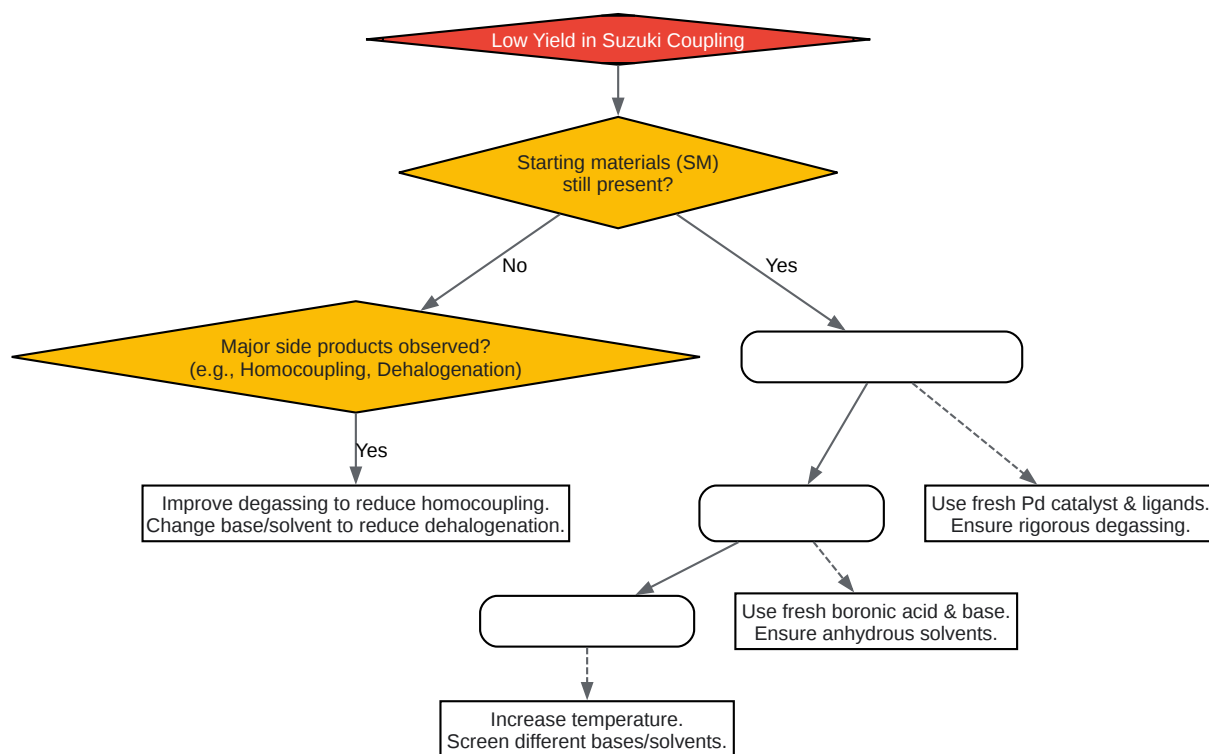 Low Yield in Suzuki Coupling
Starting materials (SM)
still present?
No
Yes
Major side products observed?
(e.g., Homocoupling, Dehalogenation)
Yes
Improve degassing to reduce homocoupling.
Change base/solvent to reduce dehalogenation.
Use fresh Pd catalyst & ligands.
Ensure rigorous degassing.
Use fresh boronic acid & base.
Ensure anhydrous solvents.
Increase temperature.
Screen different bases/solvents.